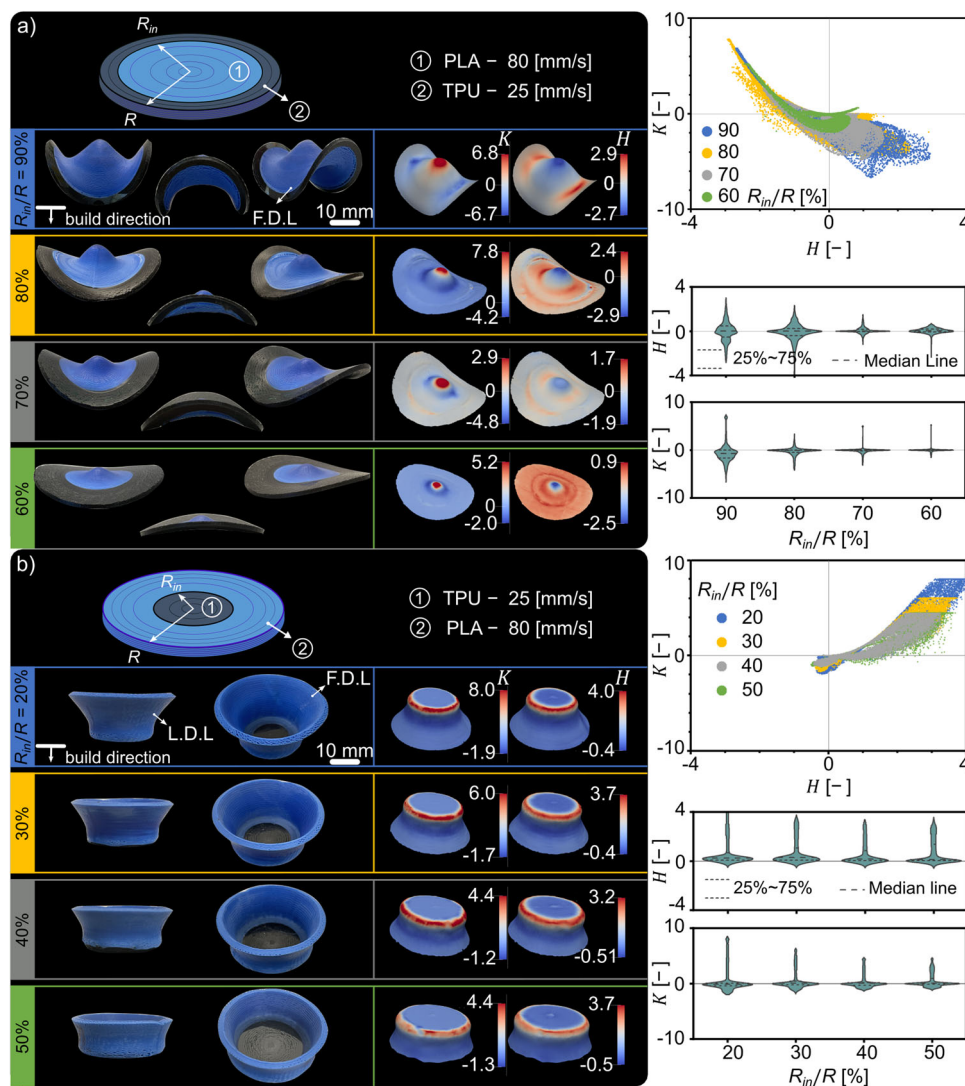 a)
R_in
①
②
R
① PLA – 80 [mm/s]
② TPU – 25 [mm/s]
R_in/R = 90%
build direction
F.D.L
10 mm
K
6.8
0
-6.7
H
2.9
0
-2.7
80%
7.8
0
-4.2
2.4
0
-2.9
70%
2.9
0
-4.8
1.7
0
-1.9
60%
5.2
0
-2.0
0.9
0
-2.5
10
K [–]
0
-10
90
80
70
60
R_in/R [%]
-4
0
4
H [–]
4
H [–]
0
-4
25%~75%
Median Line
10
K [–]
0
-10
90
80
70
60
R_in/R [%]
b)
R_in
①
②
R
① TPU – 25 [mm/s]
② PLA – 80 [mm/s]
R_in/R = 20%
L.D.L
F.D.L
build direction
10 mm
K
8.0
-1.9
H
4.0
-0.4
30%
6.0
-1.7
3.7
-0.4
40%
4.4
-1.2
3.2
-0.51
50%
4.4
-1.3
3.7
-0.5
10
K [–]
0
-10
R_in/R [%]
20
30
40
50
-4
0
4
H [–]
4
H [–]
0
-4
25%~75%
Median line
10
K [–]
0
-10
20
30
40
50
R_in/R [%]